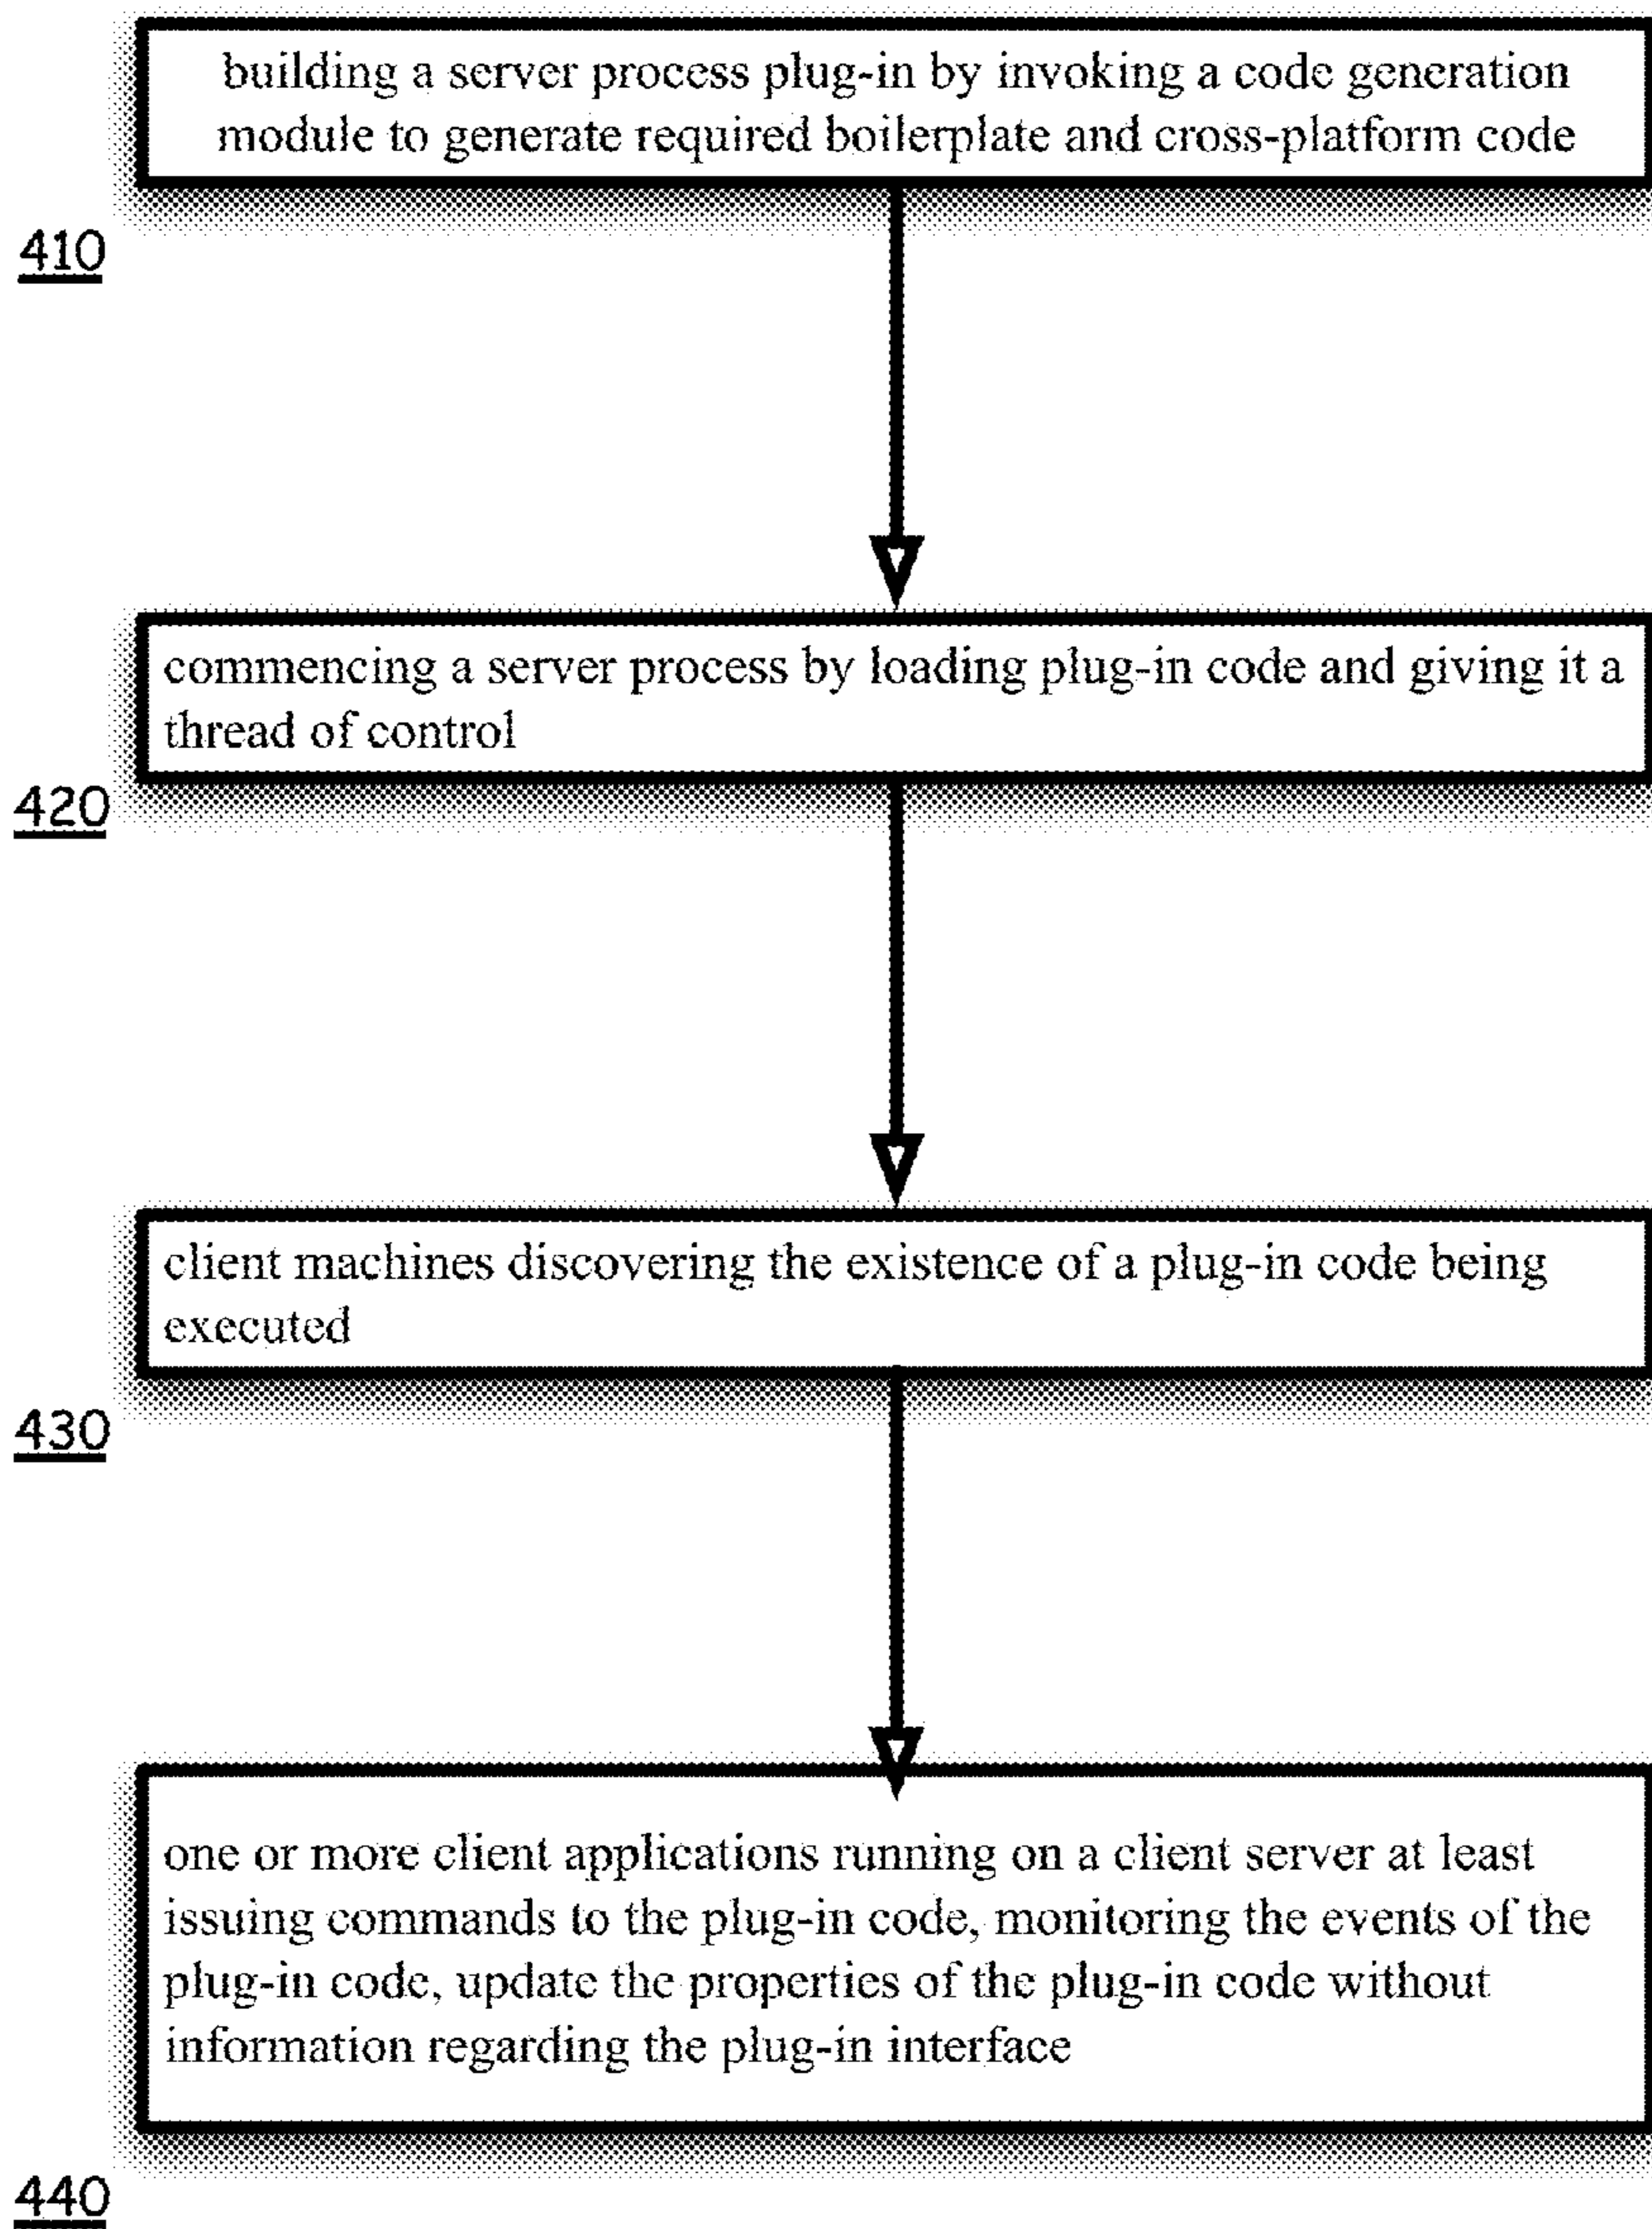 building a server process plug-in by invoking a code generation
module to generate required boilerplate and cross-platform code
410
commencing a server process by loading plug-in code and giving it a
thread of control
420
client machines discovering the existence of a plug-in code being
executed
430
one or more client applications running on a client server at least
issuing commands to the plug-in code, monitoring the events of the
plug-in code, update the properties of the plug-in code without
information regarding the plug-in interface
440